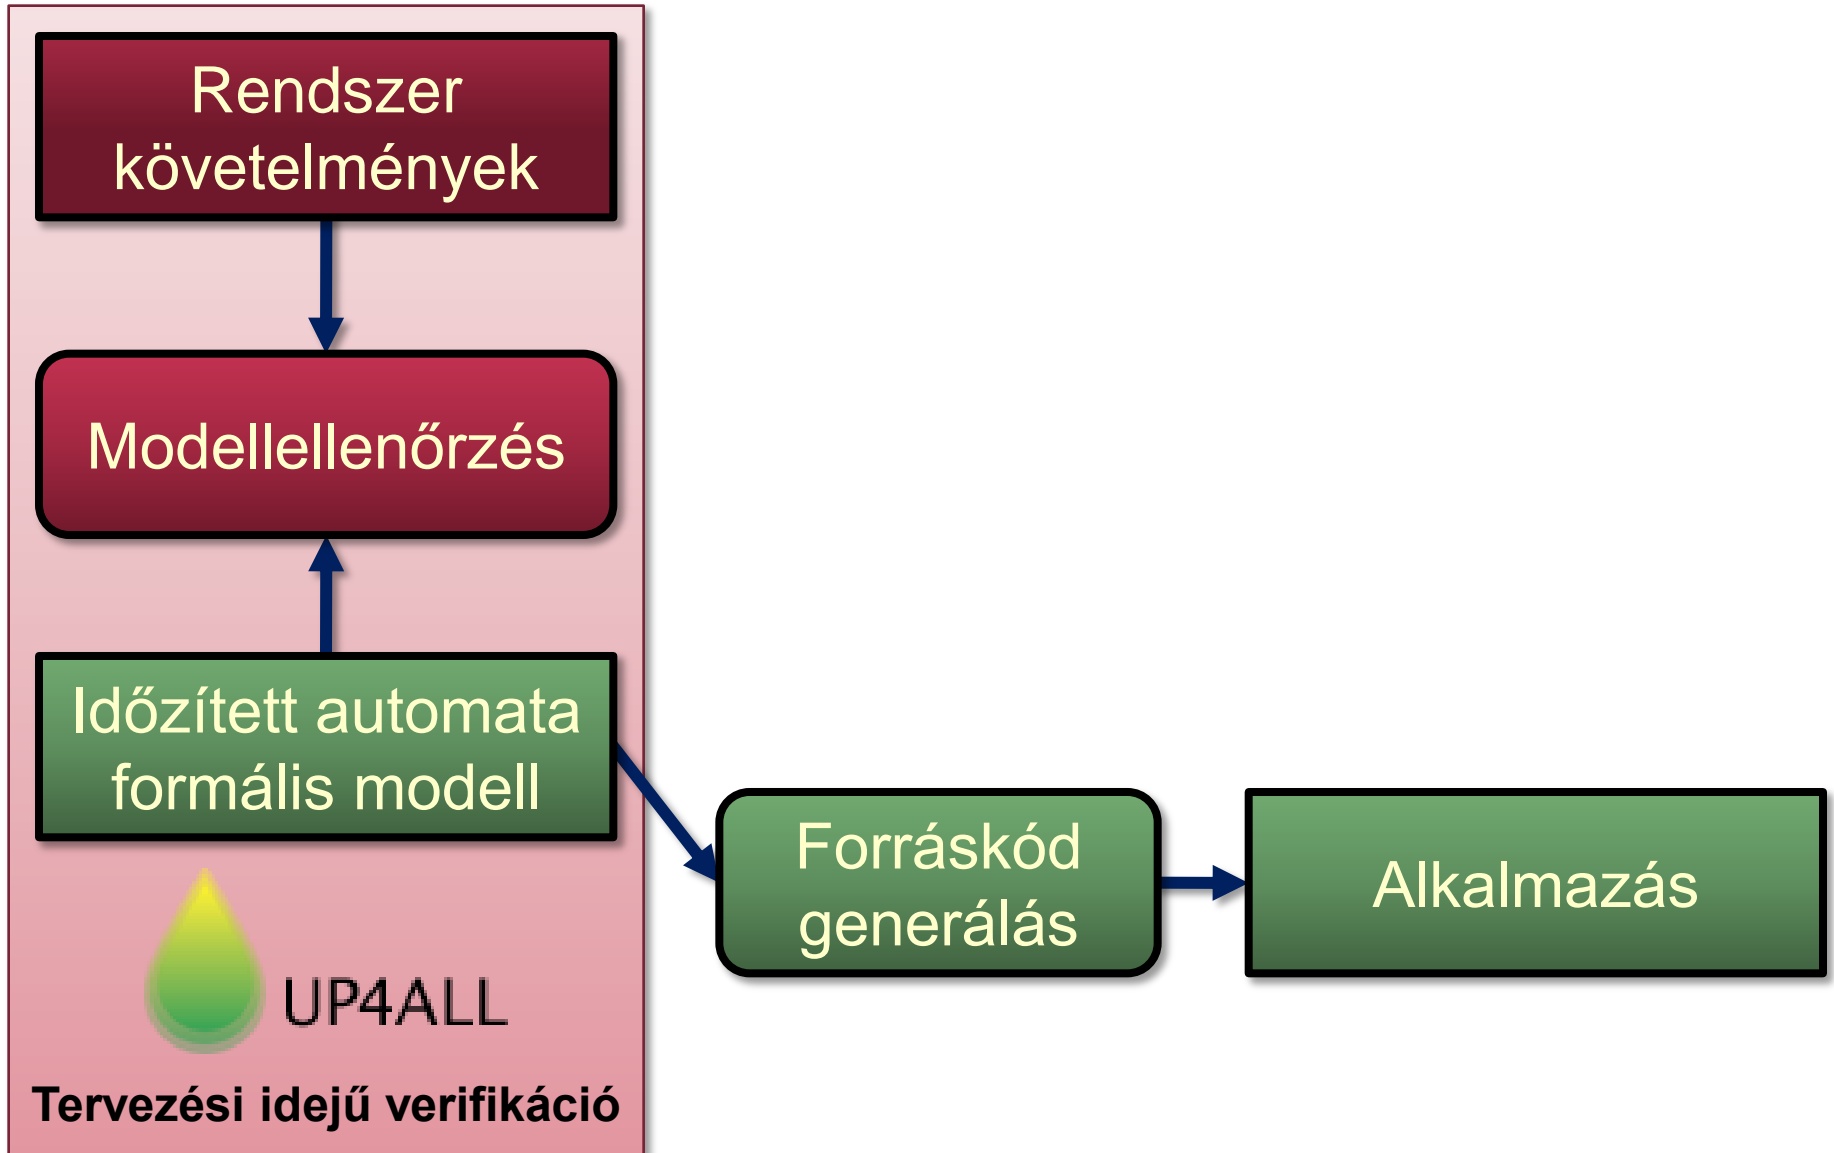 Rendszer
követelmények
Modellellenőrzés
Időzített automata
formális modell
UP4ALL
Tervezési idejű verifikáció
Forráskód
generálás
Alkalmazás